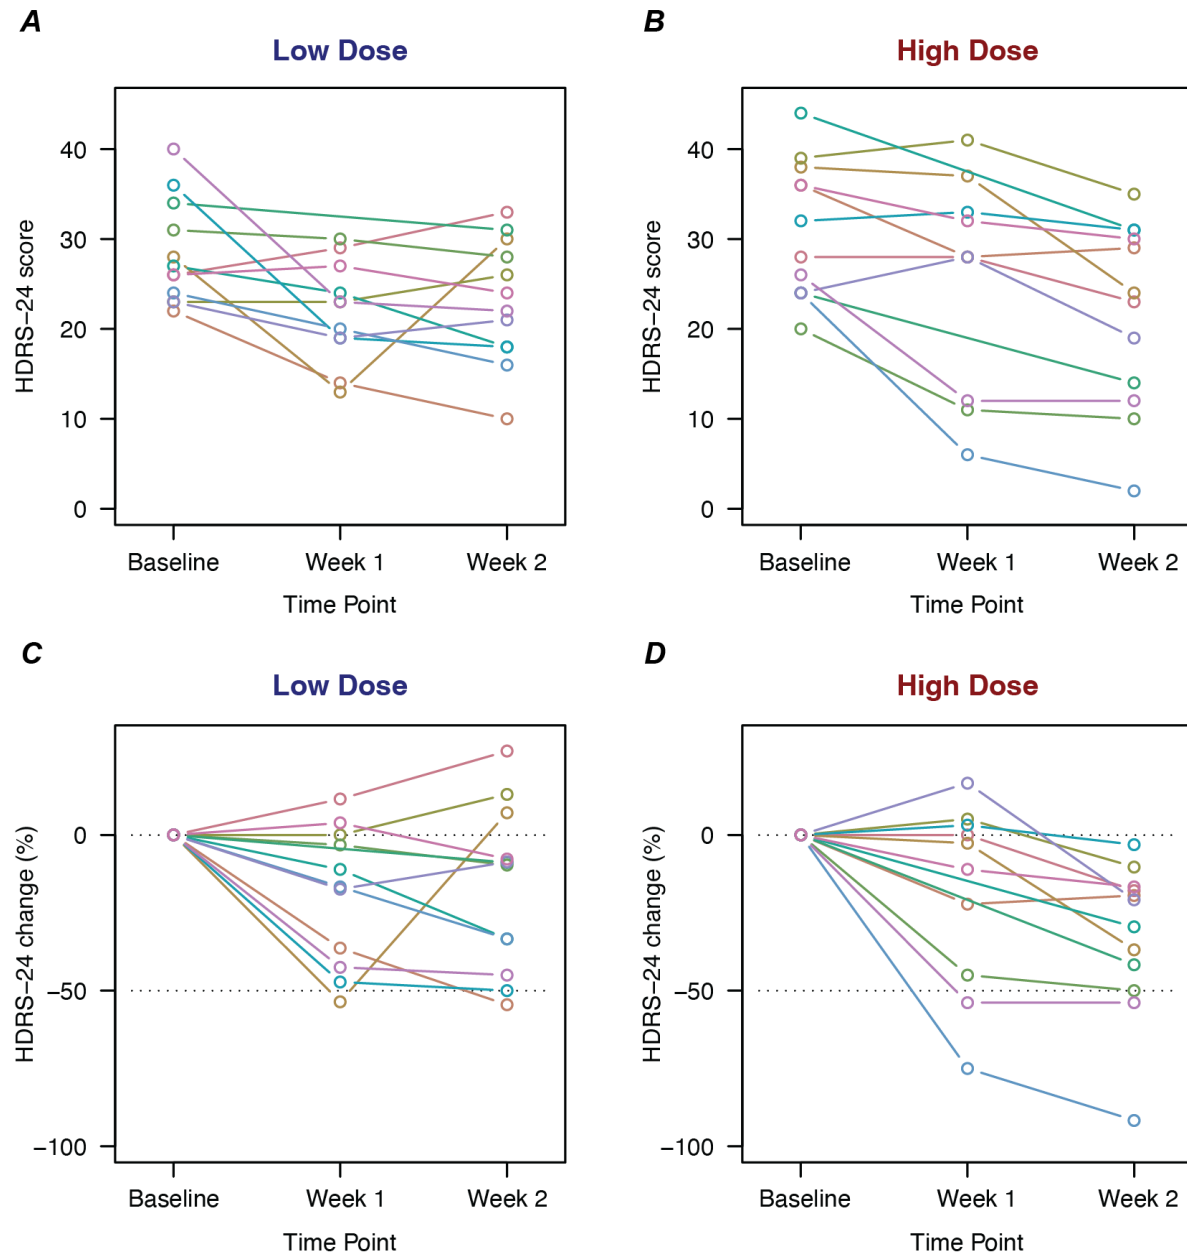 A
Low Dose
HDRS−24 score
40
30
20
10
0
Baseline Week 1 Week 2
Time Point
B
High Dose
HDRS−24 score
40
30
20
10
0
Baseline Week 1 Week 2
Time Point
C
Low Dose
HDRS−24 change (%)
0
−50
−100
Baseline Week 1 Week 2
Time Point
D
High Dose
HDRS−24 change (%)
0
−50
−100
Baseline Week 1 Week 2
Time Point